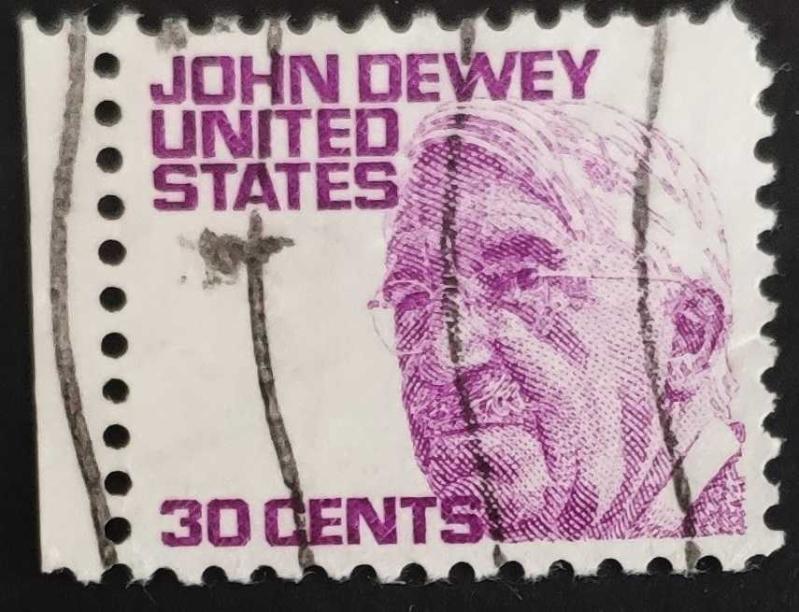 JOHN DEWEY
UNITED
STATES
30 CENTS